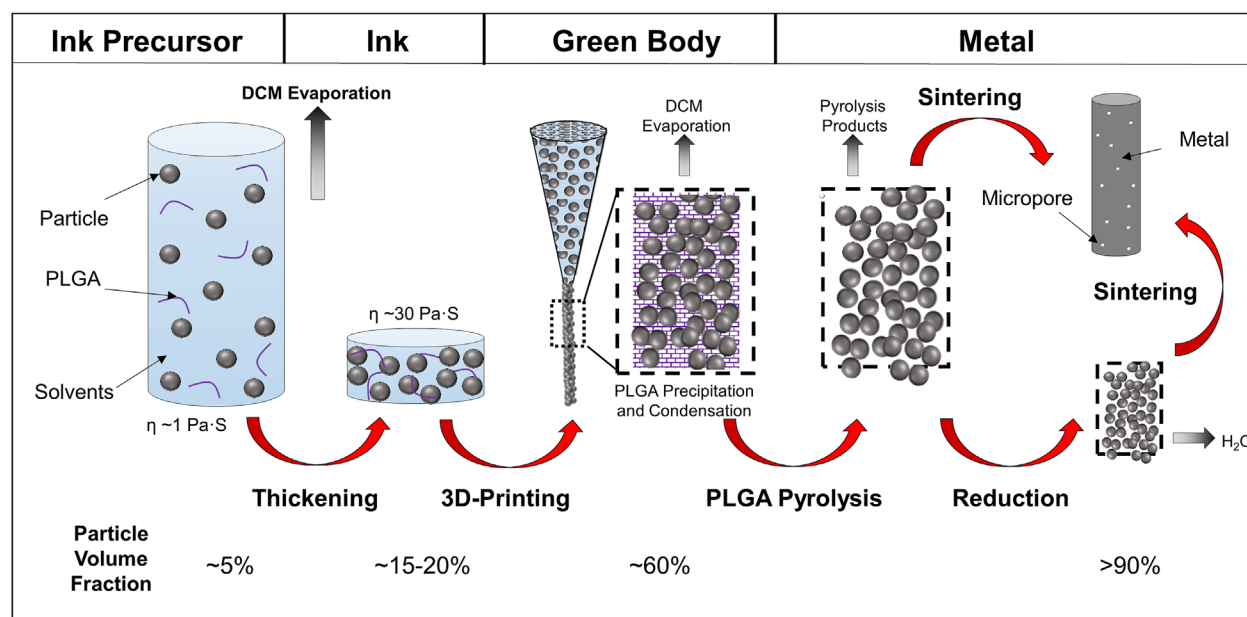 Ink Precursor
Ink
Green Body
Metal
DCM Evaporation
DCM
Evaporation
Pyrolysis
Products
Sintering
Metal
Micropore
Particle
PLGA
Solvents
η ~1 Pa·S
η ~30 Pa·S
PLGA Precipitation
and Condensation
Sintering
H₂O
Thickening
3D-Printing
PLGA Pyrolysis
Reduction
Particle
Volume
Fraction
~5%
~15-20%
~60%
>90%